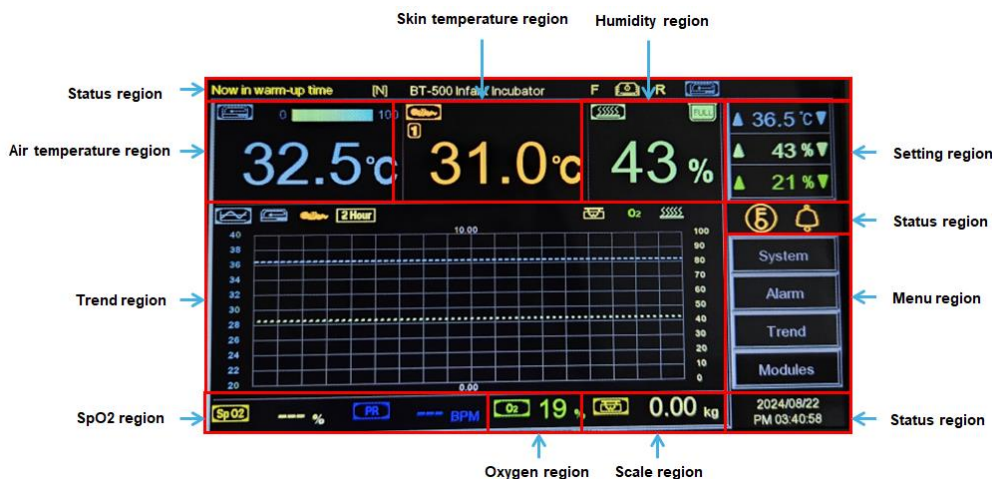 Skin temperature region
Humidity region
Status region
Now in warm-up time [N] BT-500 Infant Incubator F R
0 100
FULL
Air temperature region
32.5°C
1
31.0°C
43 %
36.5 °C
43 %
21 %
Setting region
2 Hour
O2
Status region
40
38
36
34
32
30
28
26
24
22
20
10.00
0.00
100
90
80
70
60
50
40
30
20
10
0
Trend region
System
Alarm
Trend
Modules
Menu region
SpO2 region
SpO2 --- %
PR --- BPM
O2 19 %
0.00 kg
2024/08/22
PM 03:40:58
Status region
Oxygen region
Scale region